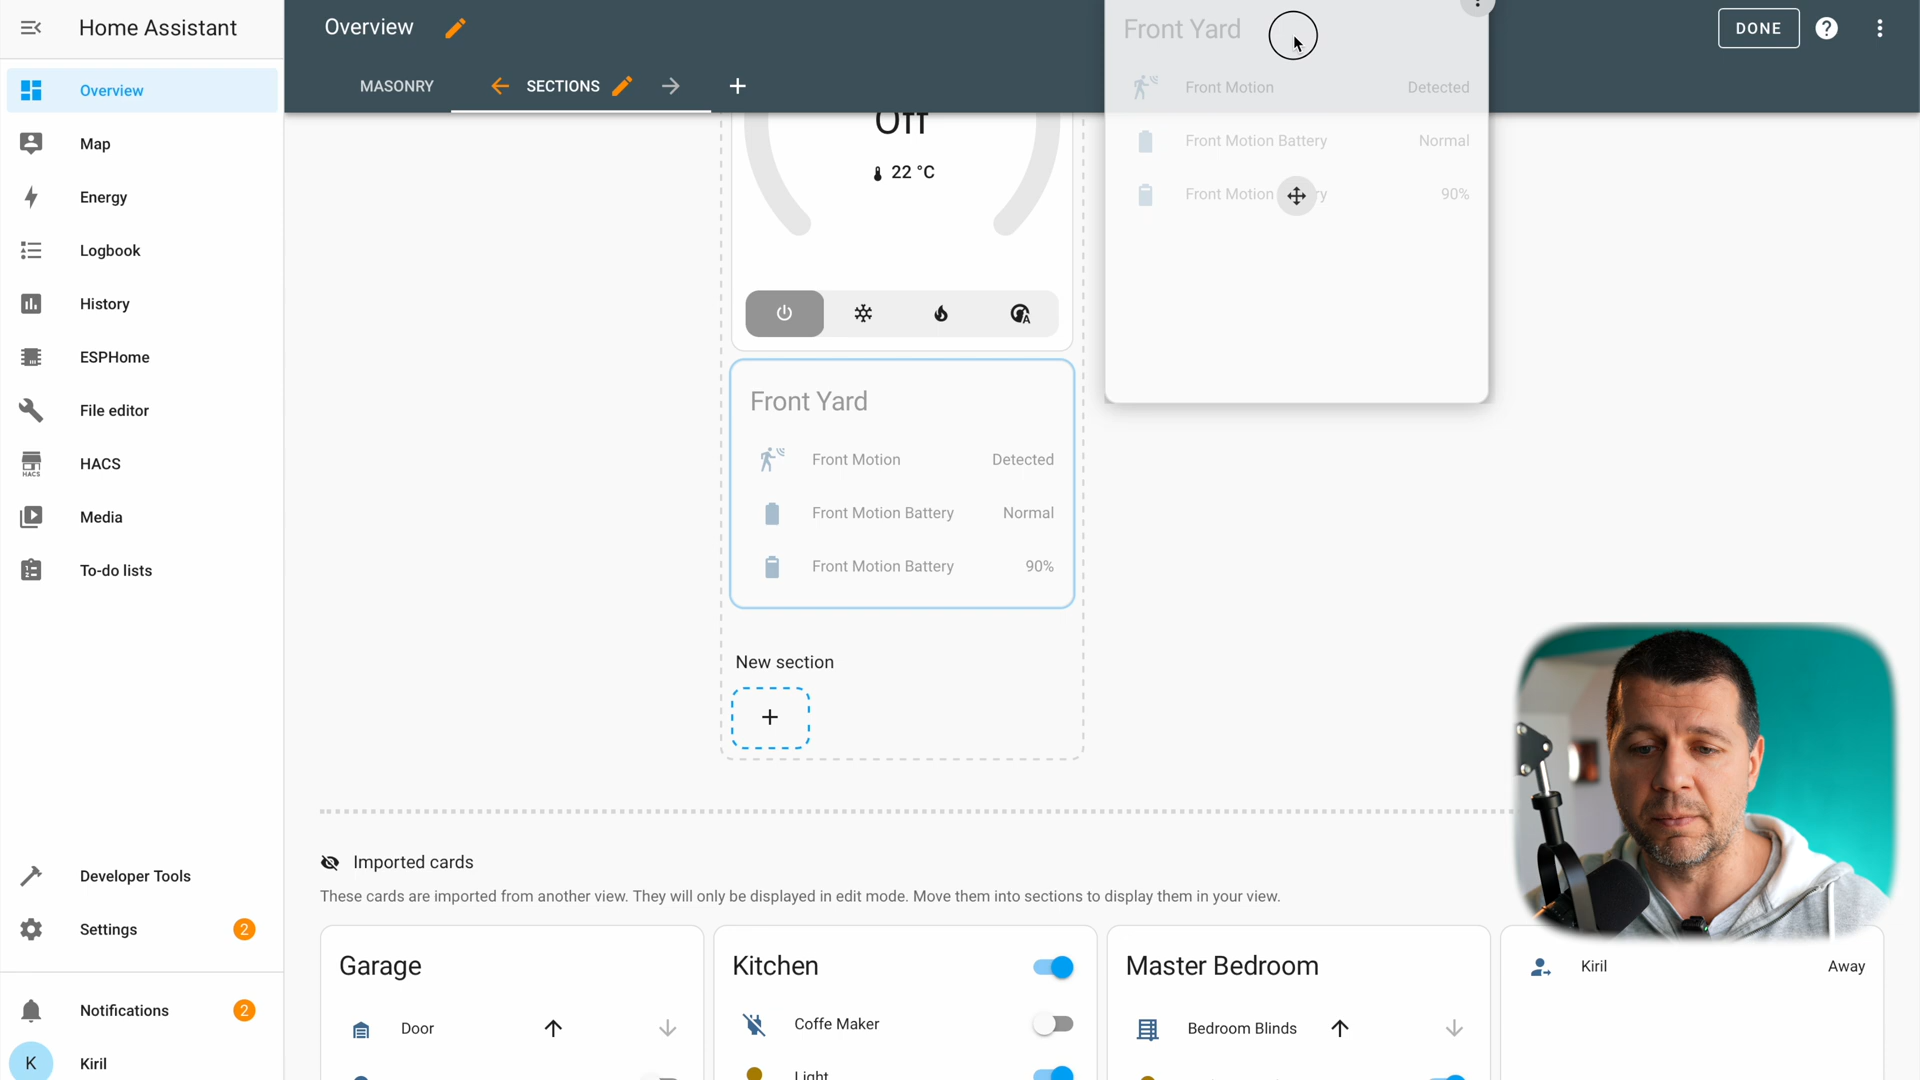 Home Assistant
Overview
Map
Energy
Logbook
History
ESPHome
File editor
HACS
HACS
Media
To-do lists
Developer Tools
Settings 2
Notifications 2
K Kiril
Overview
MASONRY SECTIONS
DONE
Off
22 °C
A
Front Yard
Front Motion Detected
Front Motion Battery Normal
Front Motion Battery 90%
New section
Front Yard
Front Motion Detected
Front Motion Battery Normal
Front Motion 90%
Imported cards
These cards are imported from another view. They will only be displayed in edit mode. Move them into sections to display them in your view.
Garage
Door
Kitchen
Coffe Maker
Light
Master Bedroom
Bedroom Blinds
Kiril Away